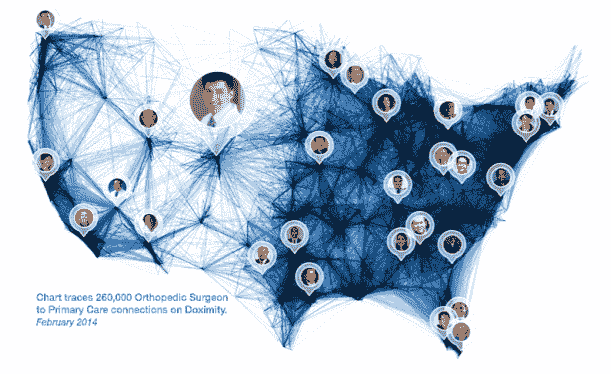 Chart traces 260,000 Orthopedic Surgeon
to Primary Care connections on Doximity.
February 2014